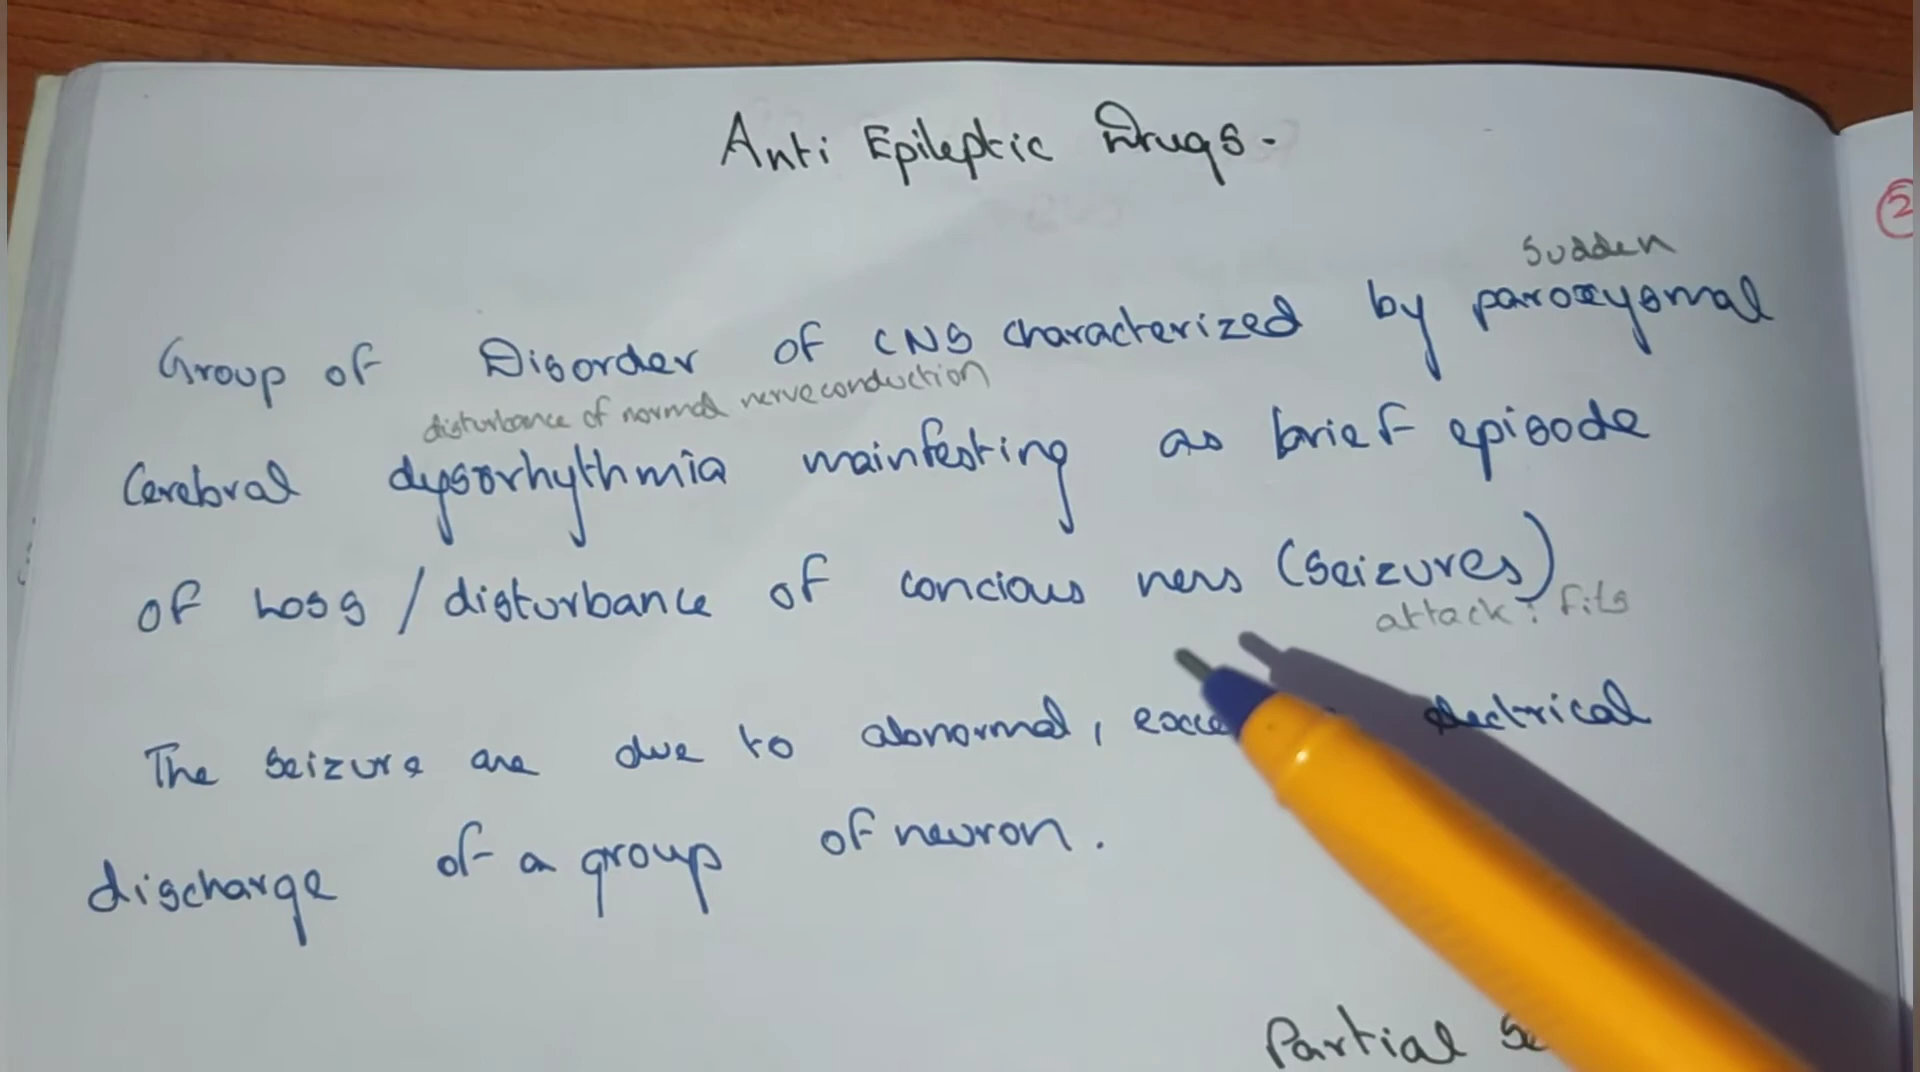 Anti Epileptic Drugs.
2
sudden
Group of Disorder of CNS characterized by paroxysmal
disturbance of normal nerve conduction
Cerebral dysorhythmia mainfesting as brief episode
of Loss / disturbance of concious ness (seizures)
attack: fits
The seizure are due to abnormal, electrical
discharge of a group of neuron.
Partial